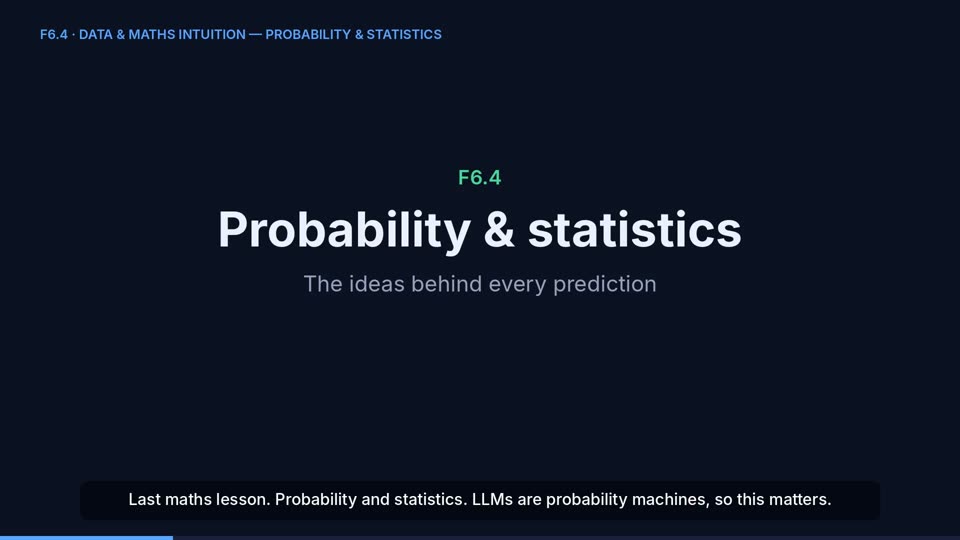 F6.4 · DATA & MATHS INTUITION — PROBABILITY & STATISTICS
F6.4
Probability & statistics
The ideas behind every prediction
Last maths lesson. Probability and statistics. LLMs are probability machines, so this matters.